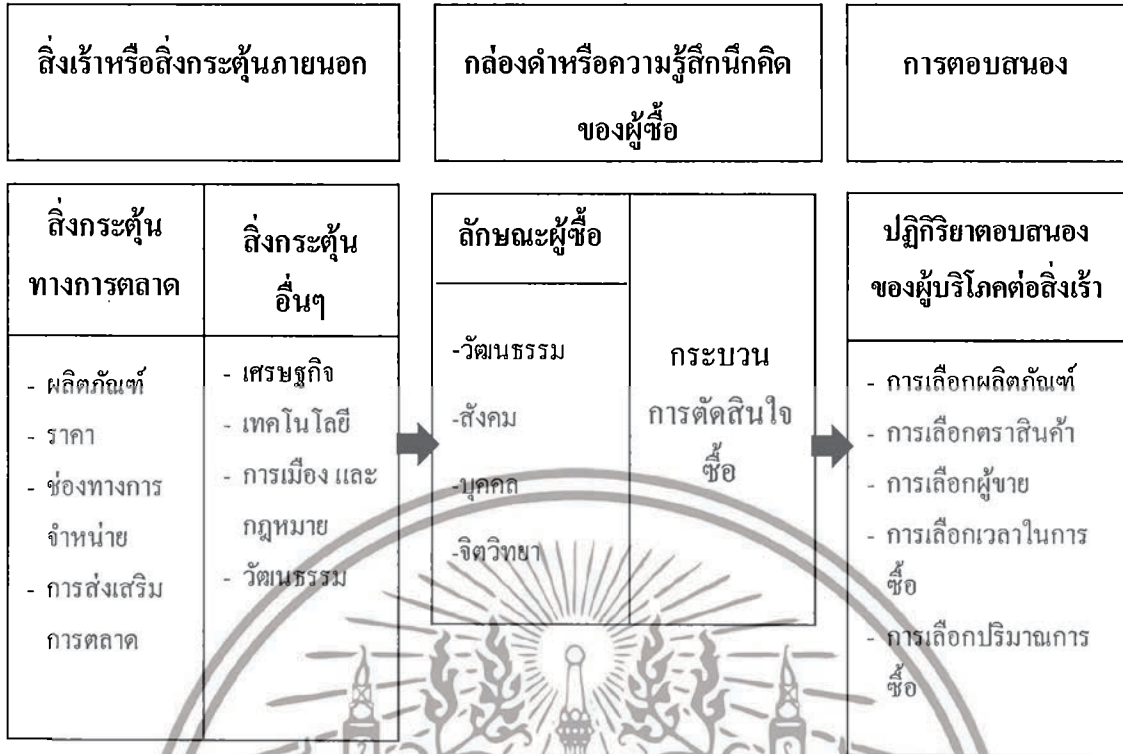 สิ่งเร้าหรือสิ่งกระตุ้นภายนอก
กล่องดำหรือความรู้สึกนึกคิด
ของผู้ซื้อ
การตอบสนอง
สิ่งกระตุ้น
ทางการตลาด
- ผลิตภัณฑ์
- ราคา
- ช่องทางการ
จำหน่าย
- การส่งเสริม
การตลาด
สิ่งกระตุ้น
อื่นๆ
- เศรษฐกิจ
- เทคโนโลยี
- การเมือง และ
กฎหมาย
- วัฒนธรรม
ลักษณะผู้ซื้อ
-วัฒนธรรม
-สังคม
-บุคคล
-จิตวิทยา
กระบวน
การตัดสินใจ
ซื้อ
ปฏิกิริยาตอบสนอง
ของผู้บริโภคต่อสิ่งเร้า
- การเลือกผลิตภัณฑ์
- การเลือกตราสินค้า
- การเลือกผู้ขาย
- การเลือกเวลาในการ
ซื้อ
- การเลือกปริมาณการ
ซื้อ